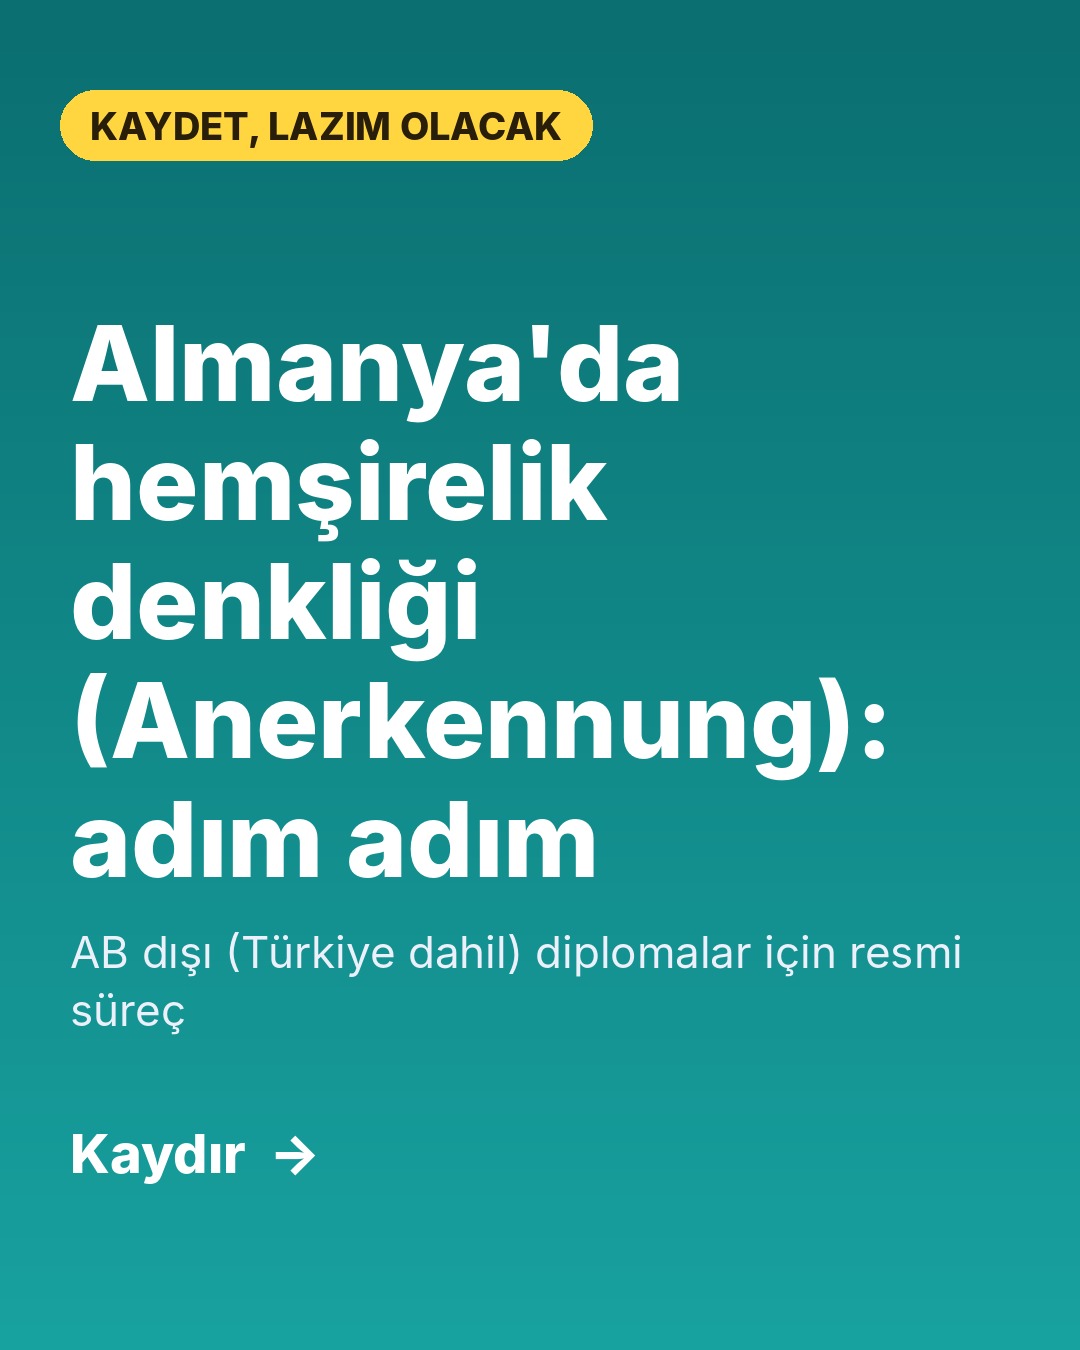 KAYDET, LAZIM OLACAK
Almanya'da
hemşirelik
denkliği
(Anerkennung):
adım adım
AB dışı (Türkiye dahil) diplomalar için resmi
süreç
Kaydır →